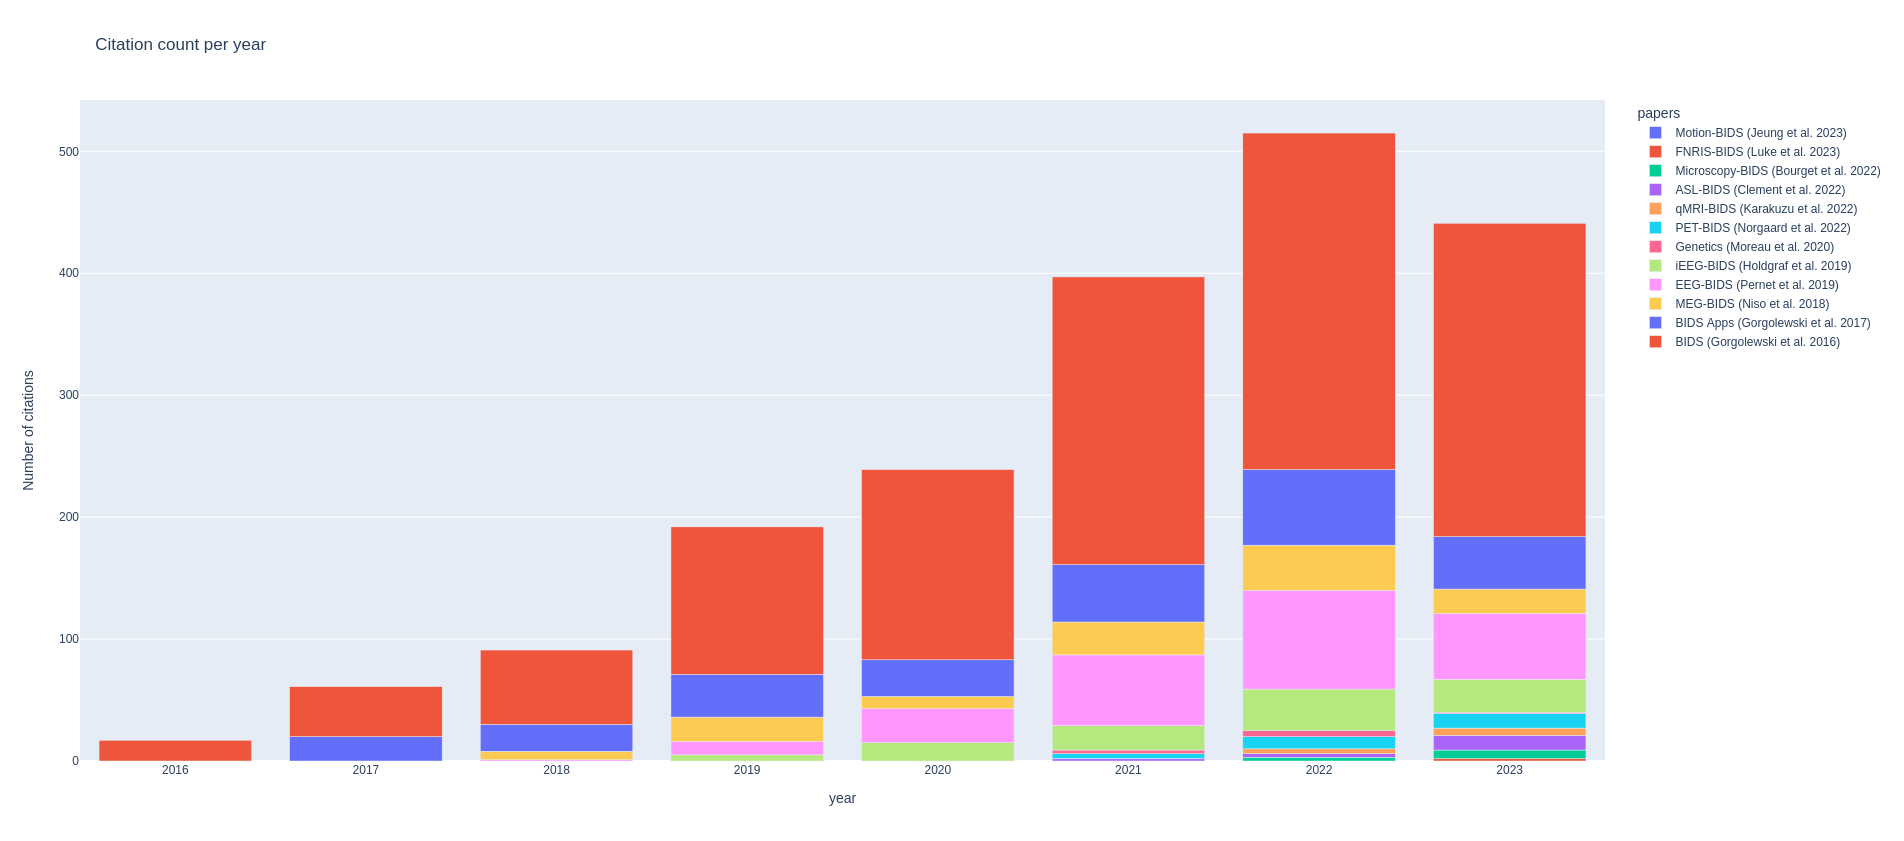 Citation count per year
papers
Motion-BIDS (Jeung et al. 2023)
FNRIS-BIDS (Luke et al. 2023)
Microscopy-BIDS (Bourget et al. 2022)
ASL-BIDS (Clement et al. 2022)
qMRI-BIDS (Karakuzu et al. 2022)
PET-BIDS (Norgaard et al. 2022)
Genetics (Moreau et al. 2020)
iEEG-BIDS (Holdgraf et al. 2019)
EEG-BIDS (Pernet et al. 2019)
MEG-BIDS (Niso et al. 2018)
BIDS Apps (Gorgolewski et al. 2017)
BIDS (Gorgolewski et al. 2016)
Number of citations
500
400
300
200
100
0
2016 2017 2018 2019 2020 2021 2022 2023
year